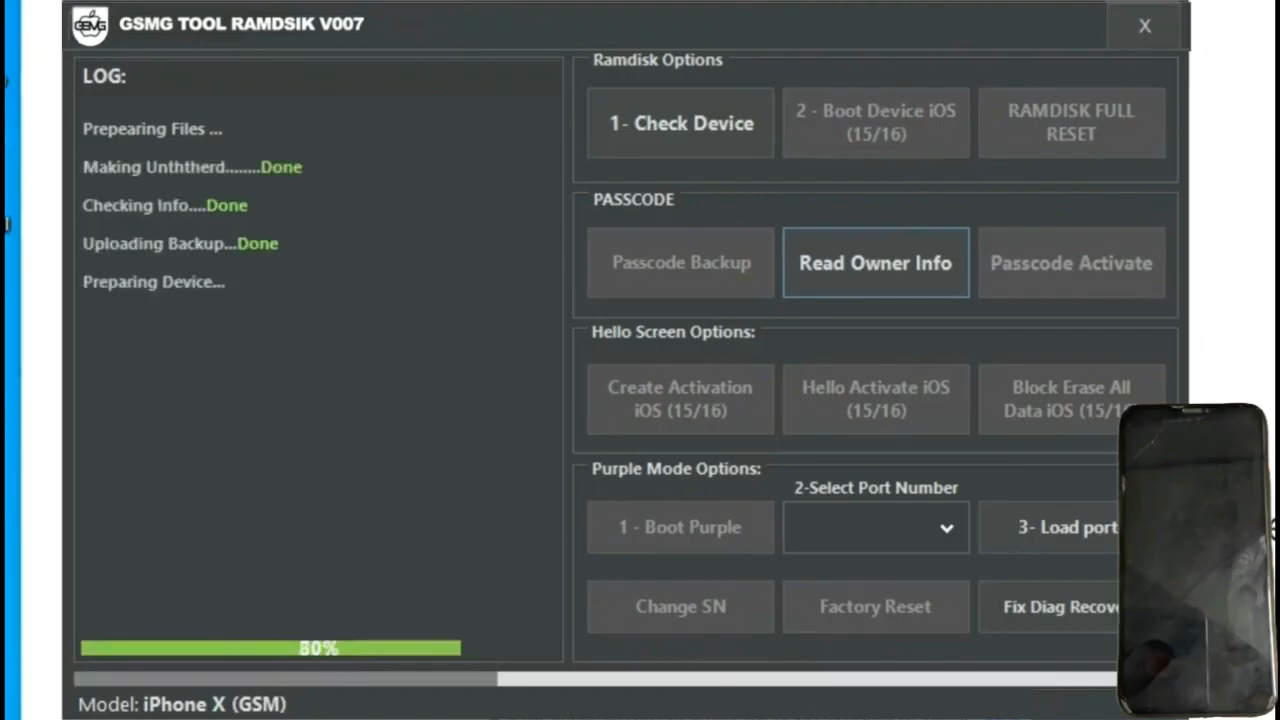 GSMG
GSMG TOOL RAMDSIK V007
X
LOG:
Prepearing Files ...
Making Unththerd........Done
Checking Info....Done
Uploading Backup...Done
Preparing Device...
80%
Model: iPhone X (GSM)
Ramdisk Options
1- Check Device
2 - Boot Device iOS
(15/16)
RAMDISK FULL
RESET
PASSCODE
Passcode Backup
Read Owner Info
Passcode Activate
Hello Screen Options:
Create Activation
iOS (15/16)
Hello Activate iOS
(15/16)
Block Erase All
Data iOS (15/16
Purple Mode Options:
2-Select Port Number
1 - Boot Purple
3- Load port
Change SN
Factory Reset
Fix Diag Recov